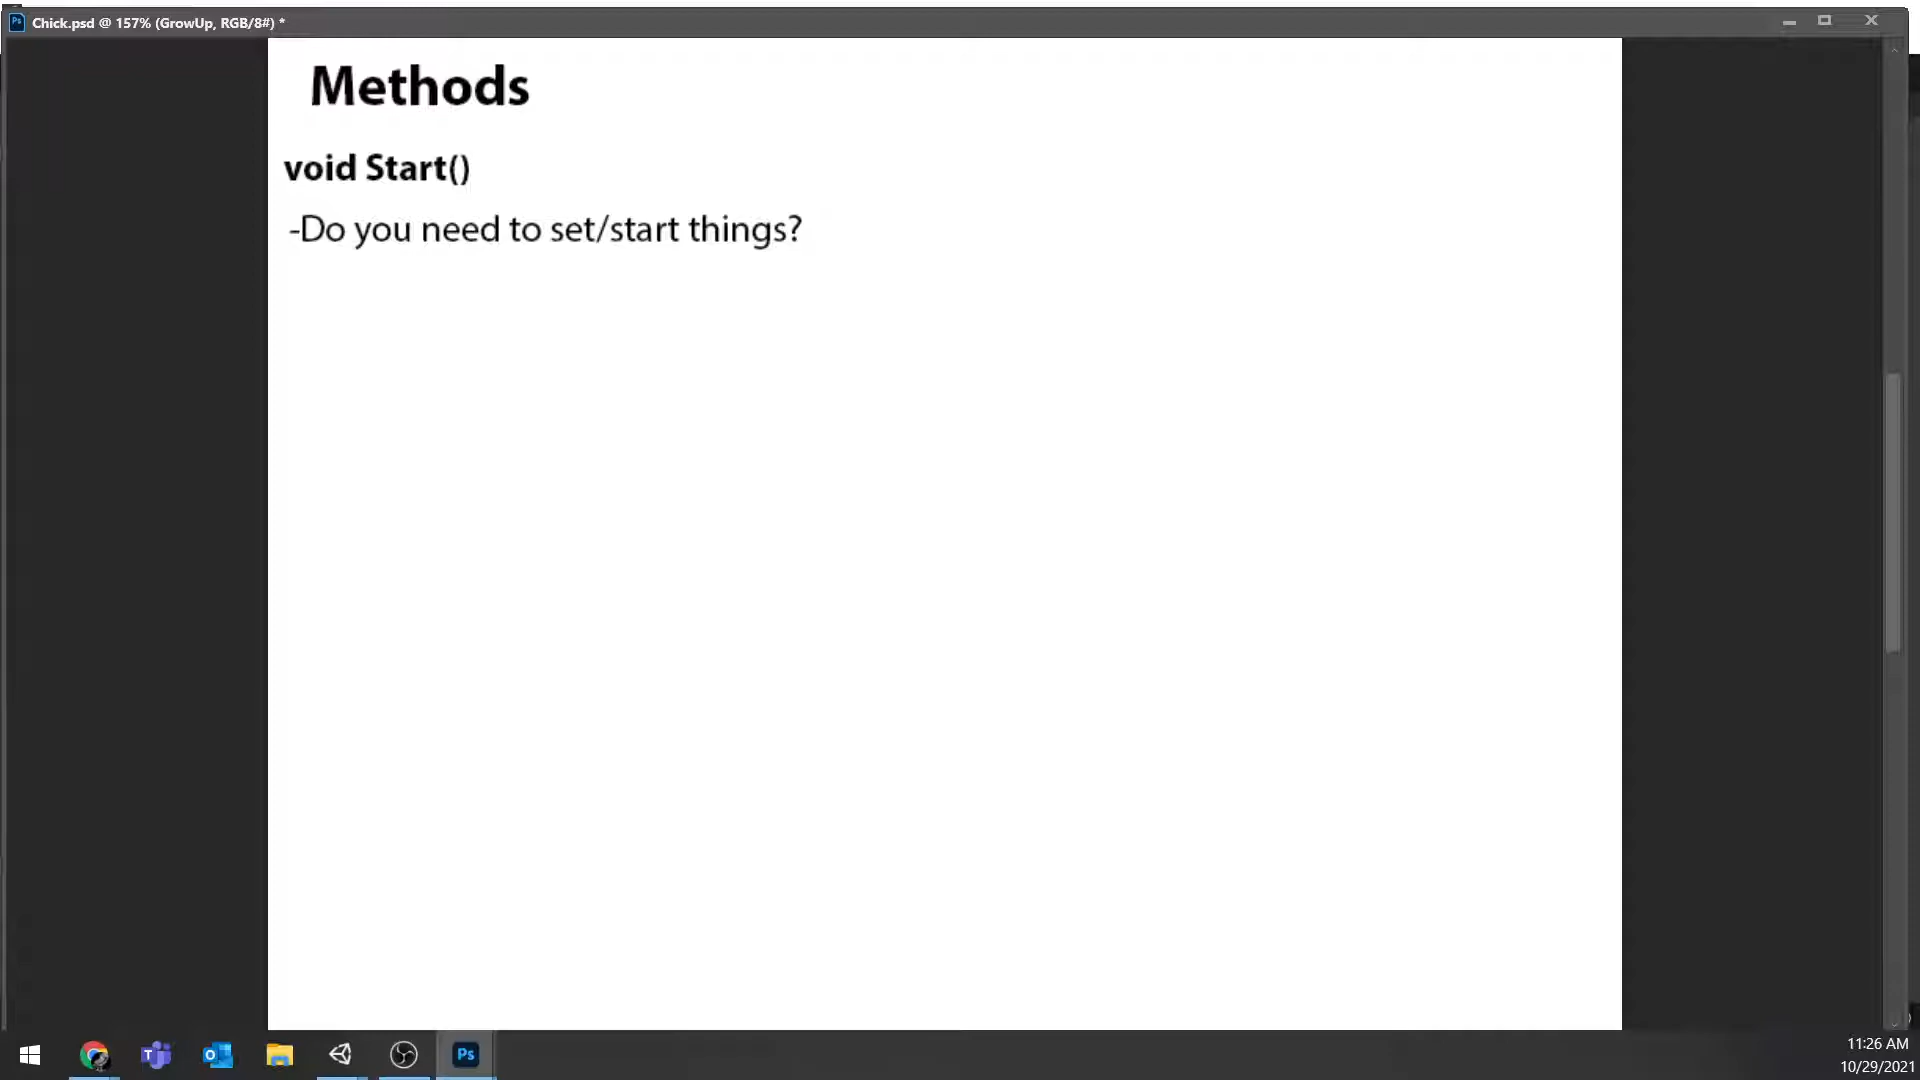 Chick.psd @ 157% (GrowUp, RGB/8#) *
Methods
void Start()
-Do you need to set/start things?
11:26 AM
10/29/2021